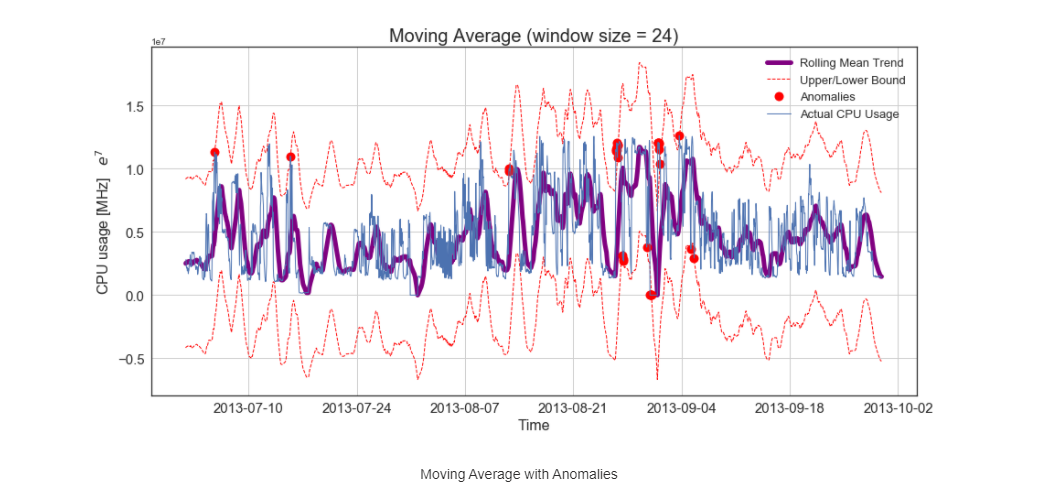 Moving Average (window size = 24)
1e7
Rolling Mean Trend
Upper/Lower Bound
Anomalies
Actual CPU Usage
1.5
1.0
0.5
0.0
−0.5
CPU usage [MHz] e⁷
2013-07-10 2013-07-24 2013-08-07 2013-08-21 2013-09-04 2013-09-18 2013-10-02
Time
Moving Average with Anomalies